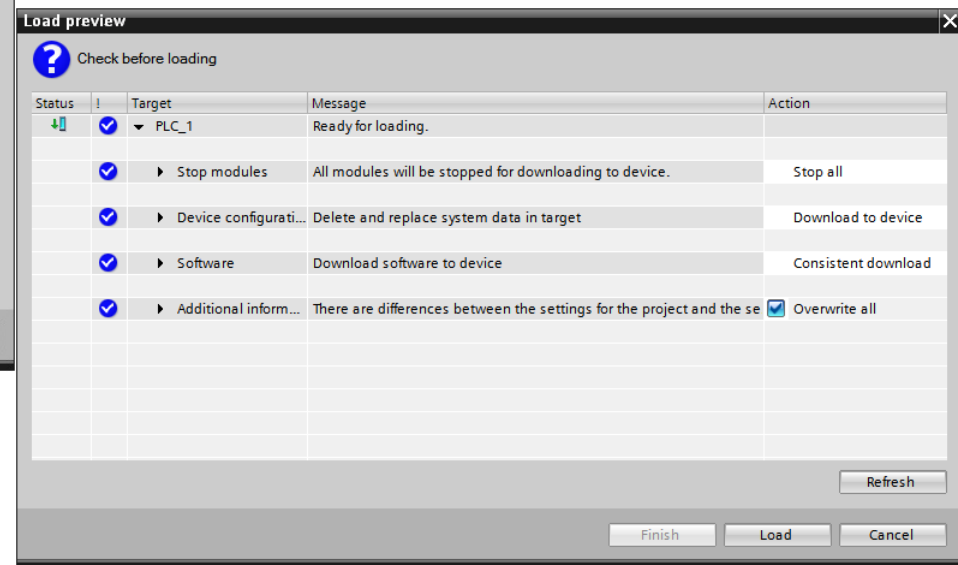 Load preview
Check before loading
Status ! Target Message Action
PLC_1 Ready for loading.
Stop modules All modules will be stopped for downloading to device. Stop all
Device configurati... Delete and replace system data in target Download to device
Software Download software to device Consistent download
Additional inform... There are differences between the settings for the project and the se Overwrite all
Refresh
Finish Load Cancel